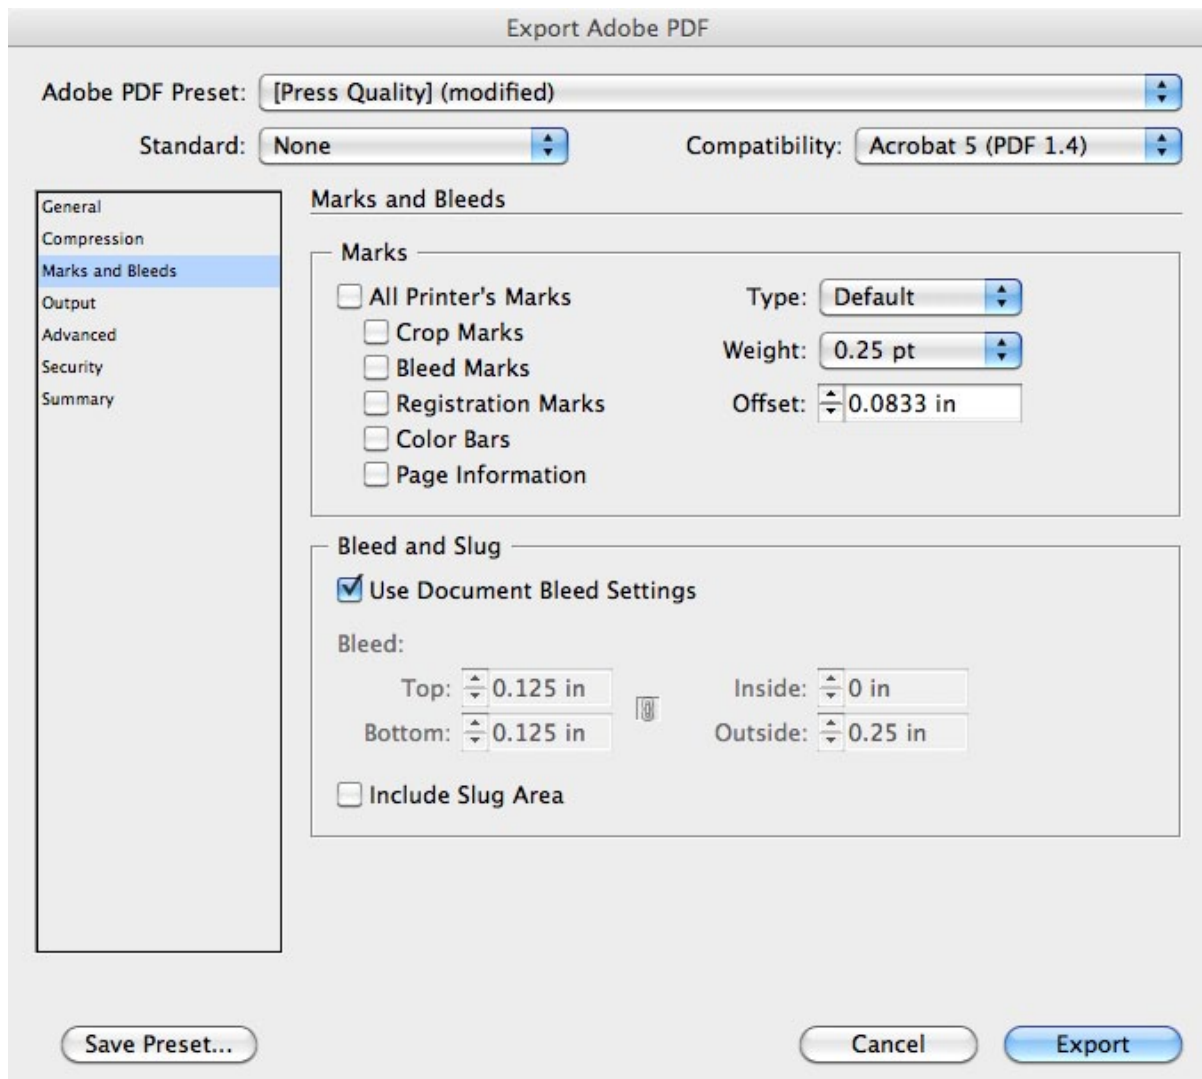 Export Adobe PDF
Adobe PDF Preset: [Press Quality] (modified)
Standard: None Compatibility: Acrobat 5 (PDF 1.4)
General
Compression
Marks and Bleeds
Output
Advanced
Security
Summary
Marks and Bleeds
Marks
All Printer's Marks
Crop Marks
Bleed Marks
Registration Marks
Color Bars
Page Information
Type: Default
Weight: 0.25 pt
Offset: 0.0833 in
Bleed and Slug
Use Document Bleed Settings
Bleed:
Top: 0.125 in Inside: 0 in
Bottom: 0.125 in Outside: 0.25 in
Include Slug Area
Save Preset... Cancel Export